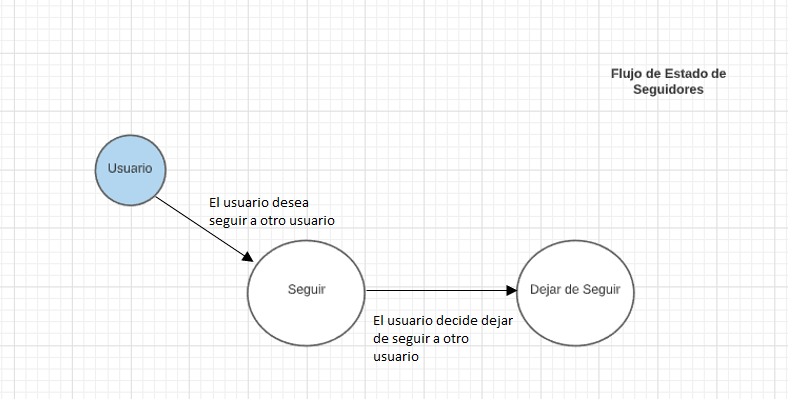 Flujo de Estado de
Seguidores
Usuario
El usuario desea
seguir a otro usuario
Seguir
Dejar de Seguir
El usuario decide dejar
de seguir a otro
usuario